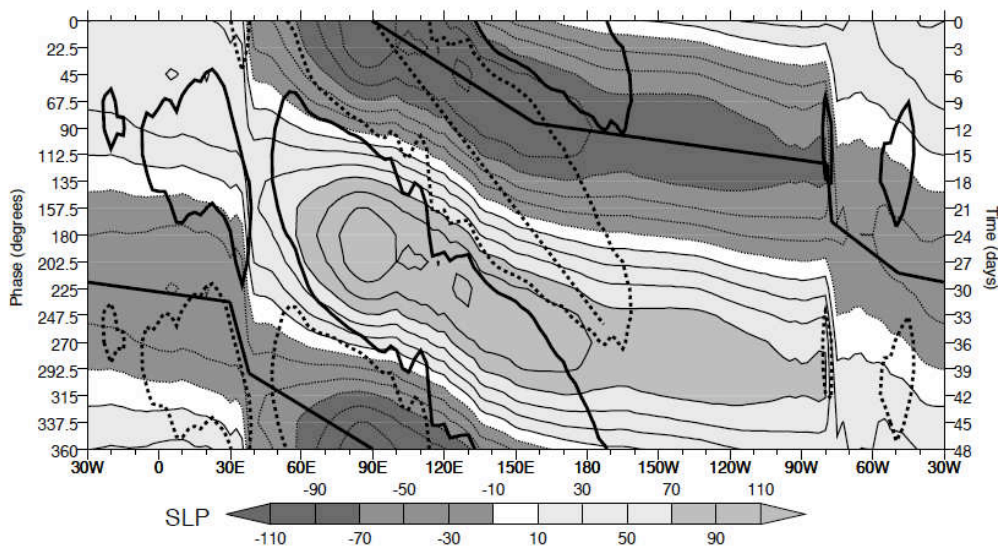 0 0
22.5 3
45 6
67.5 9
90 12
112.5 15
135 18
157.5 21
180 24
202.5 27
225 30
247.5 33
270 36
292.5 39
315 42
337.5 45
360 48
Phase (degrees)
Time (days)
30W 0 30E 60E 90E 120E 150E 180 150W 120W 90W 60W 30W
-90 -50 -10 30 70 110
SLP
-110 -70 -30 10 50 90